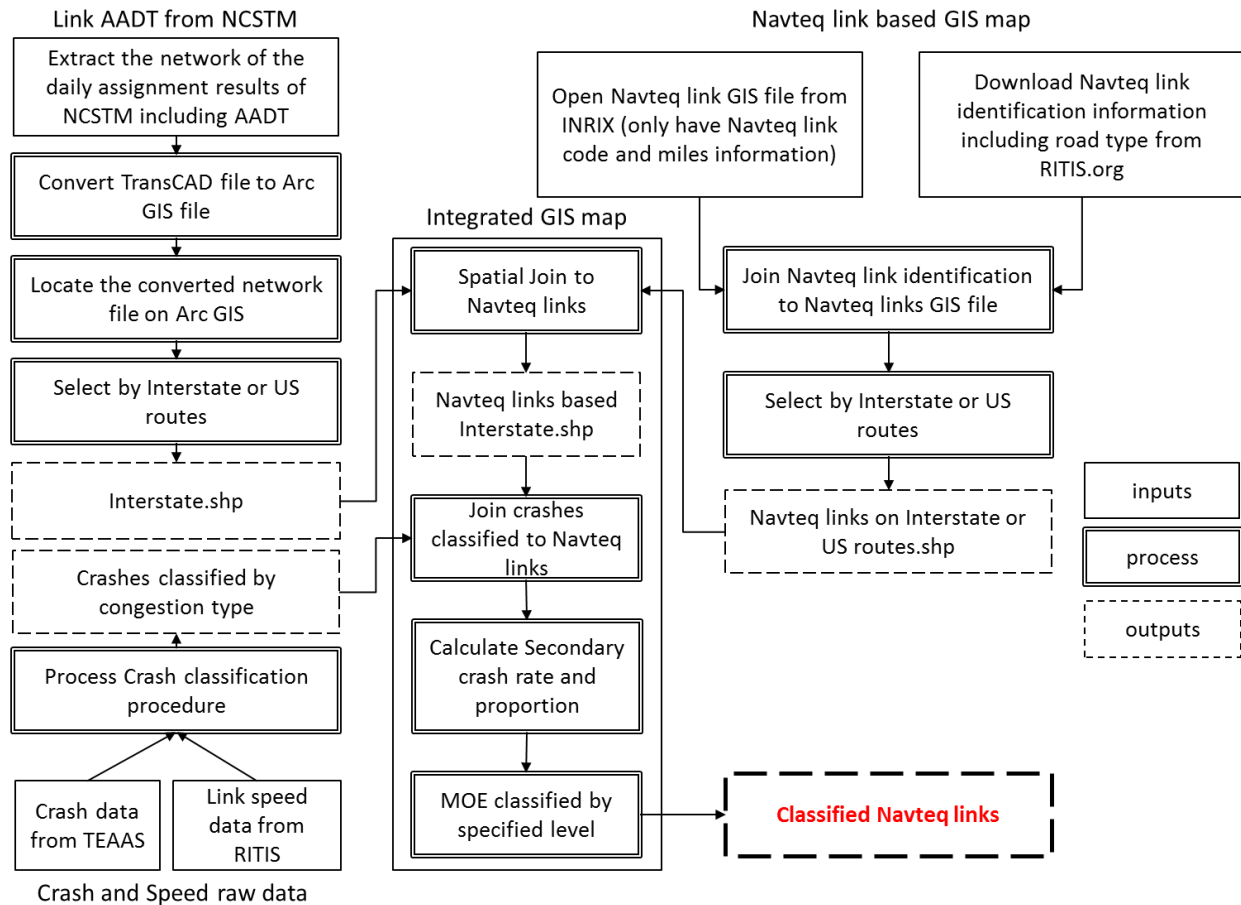 Link AADT from NCSTM
Extract the network of the
daily assignment results of
NCSTM including AADT
Convert TransCAD file to Arc
GIS file
Locate the converted network
file on Arc GIS
Select by Interstate or US
routes
Interstate.shp
Crashes classified by
congestion type
Process Crash classification
procedure
Crash data
from TEAAS
Link speed
data from
RITIS
Crash and Speed raw data
Integrated GIS map
Spatial Join to
Navteq links
Navteq links based
Interstate.shp
Join crashes
classified to Navteq
links
Calculate Secondary
crash rate and
proportion
MOE classified by
specified level
Navteq link based GIS map
Open Navteq link GIS file from
INRIX (only have Navteq link
code and miles information)
Download Navteq link
identification information
including road type from
RITIS.org
Join Navteq link identification
to Navteq links GIS file
Select by Interstate or US
routes
Navteq links on Interstate or
US routes.shp
Classified Navteq links
inputs
process
outputs